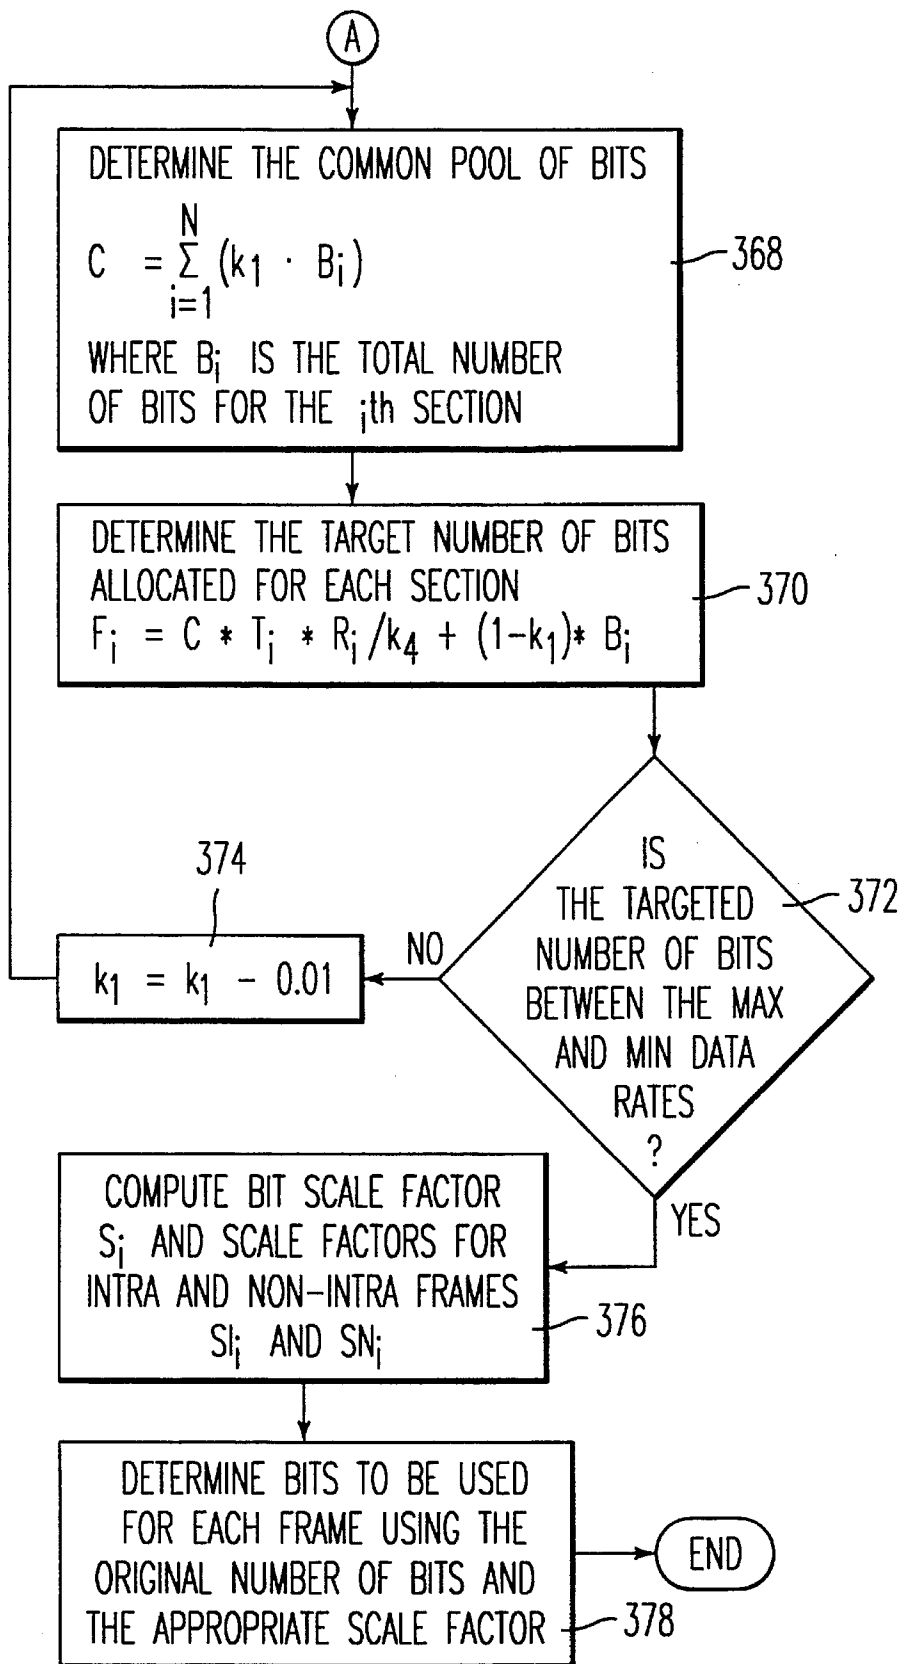 A
DETERMINE THE COMMON POOL OF BITS
N
C = Σ (k₁ · Bᵢ)
i=1
WHERE Bᵢ IS THE TOTAL NUMBER
OF BITS FOR THE ith SECTION
368
DETERMINE THE TARGET NUMBER OF BITS
ALLOCATED FOR EACH SECTION
Fᵢ = C * Tᵢ * Rᵢ/k₄ + (1-k₁)* Bᵢ
370
IS
THE TARGETED
NUMBER OF BITS
BETWEEN THE MAX
AND MIN DATA
RATES
?
372
NO
374
k₁ = k₁ - 0.01
YES
COMPUTE BIT SCALE FACTOR
Sᵢ AND SCALE FACTORS FOR
INTRA AND NON-INTRA FRAMES
SIᵢ AND SNᵢ
376
DETERMINE BITS TO BE USED
FOR EACH FRAME USING THE
ORIGINAL NUMBER OF BITS AND
THE APPROPRIATE SCALE FACTOR
378
END